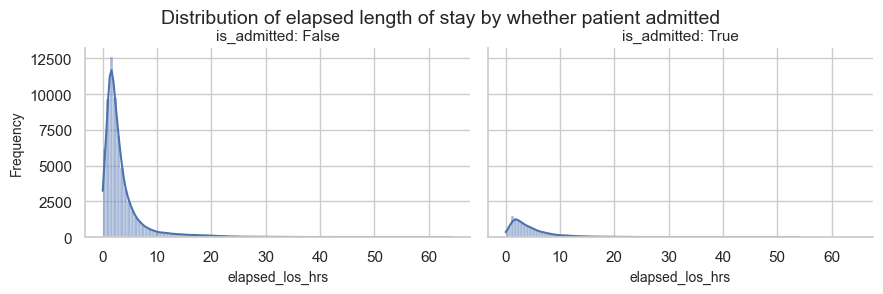 Distribution of elapsed length of stay by whether patient admitted
is_admitted: False
is_admitted: True
Frequency
12500
10000
7500
5000
2500
0
0 10 20 30 40 50 60
0 10 20 30 40 50 60
elapsed_los_hrs
elapsed_los_hrs